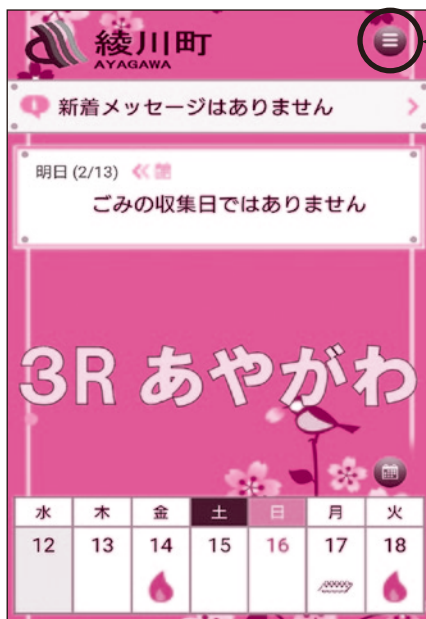 綾川町
AYAGAWA
新着メッセージはありません
明日 (2/13)
ごみの収集日ではありません
3R あやがわ
水 木 金 土 日 月 火
12 13 14 15 16 17 18